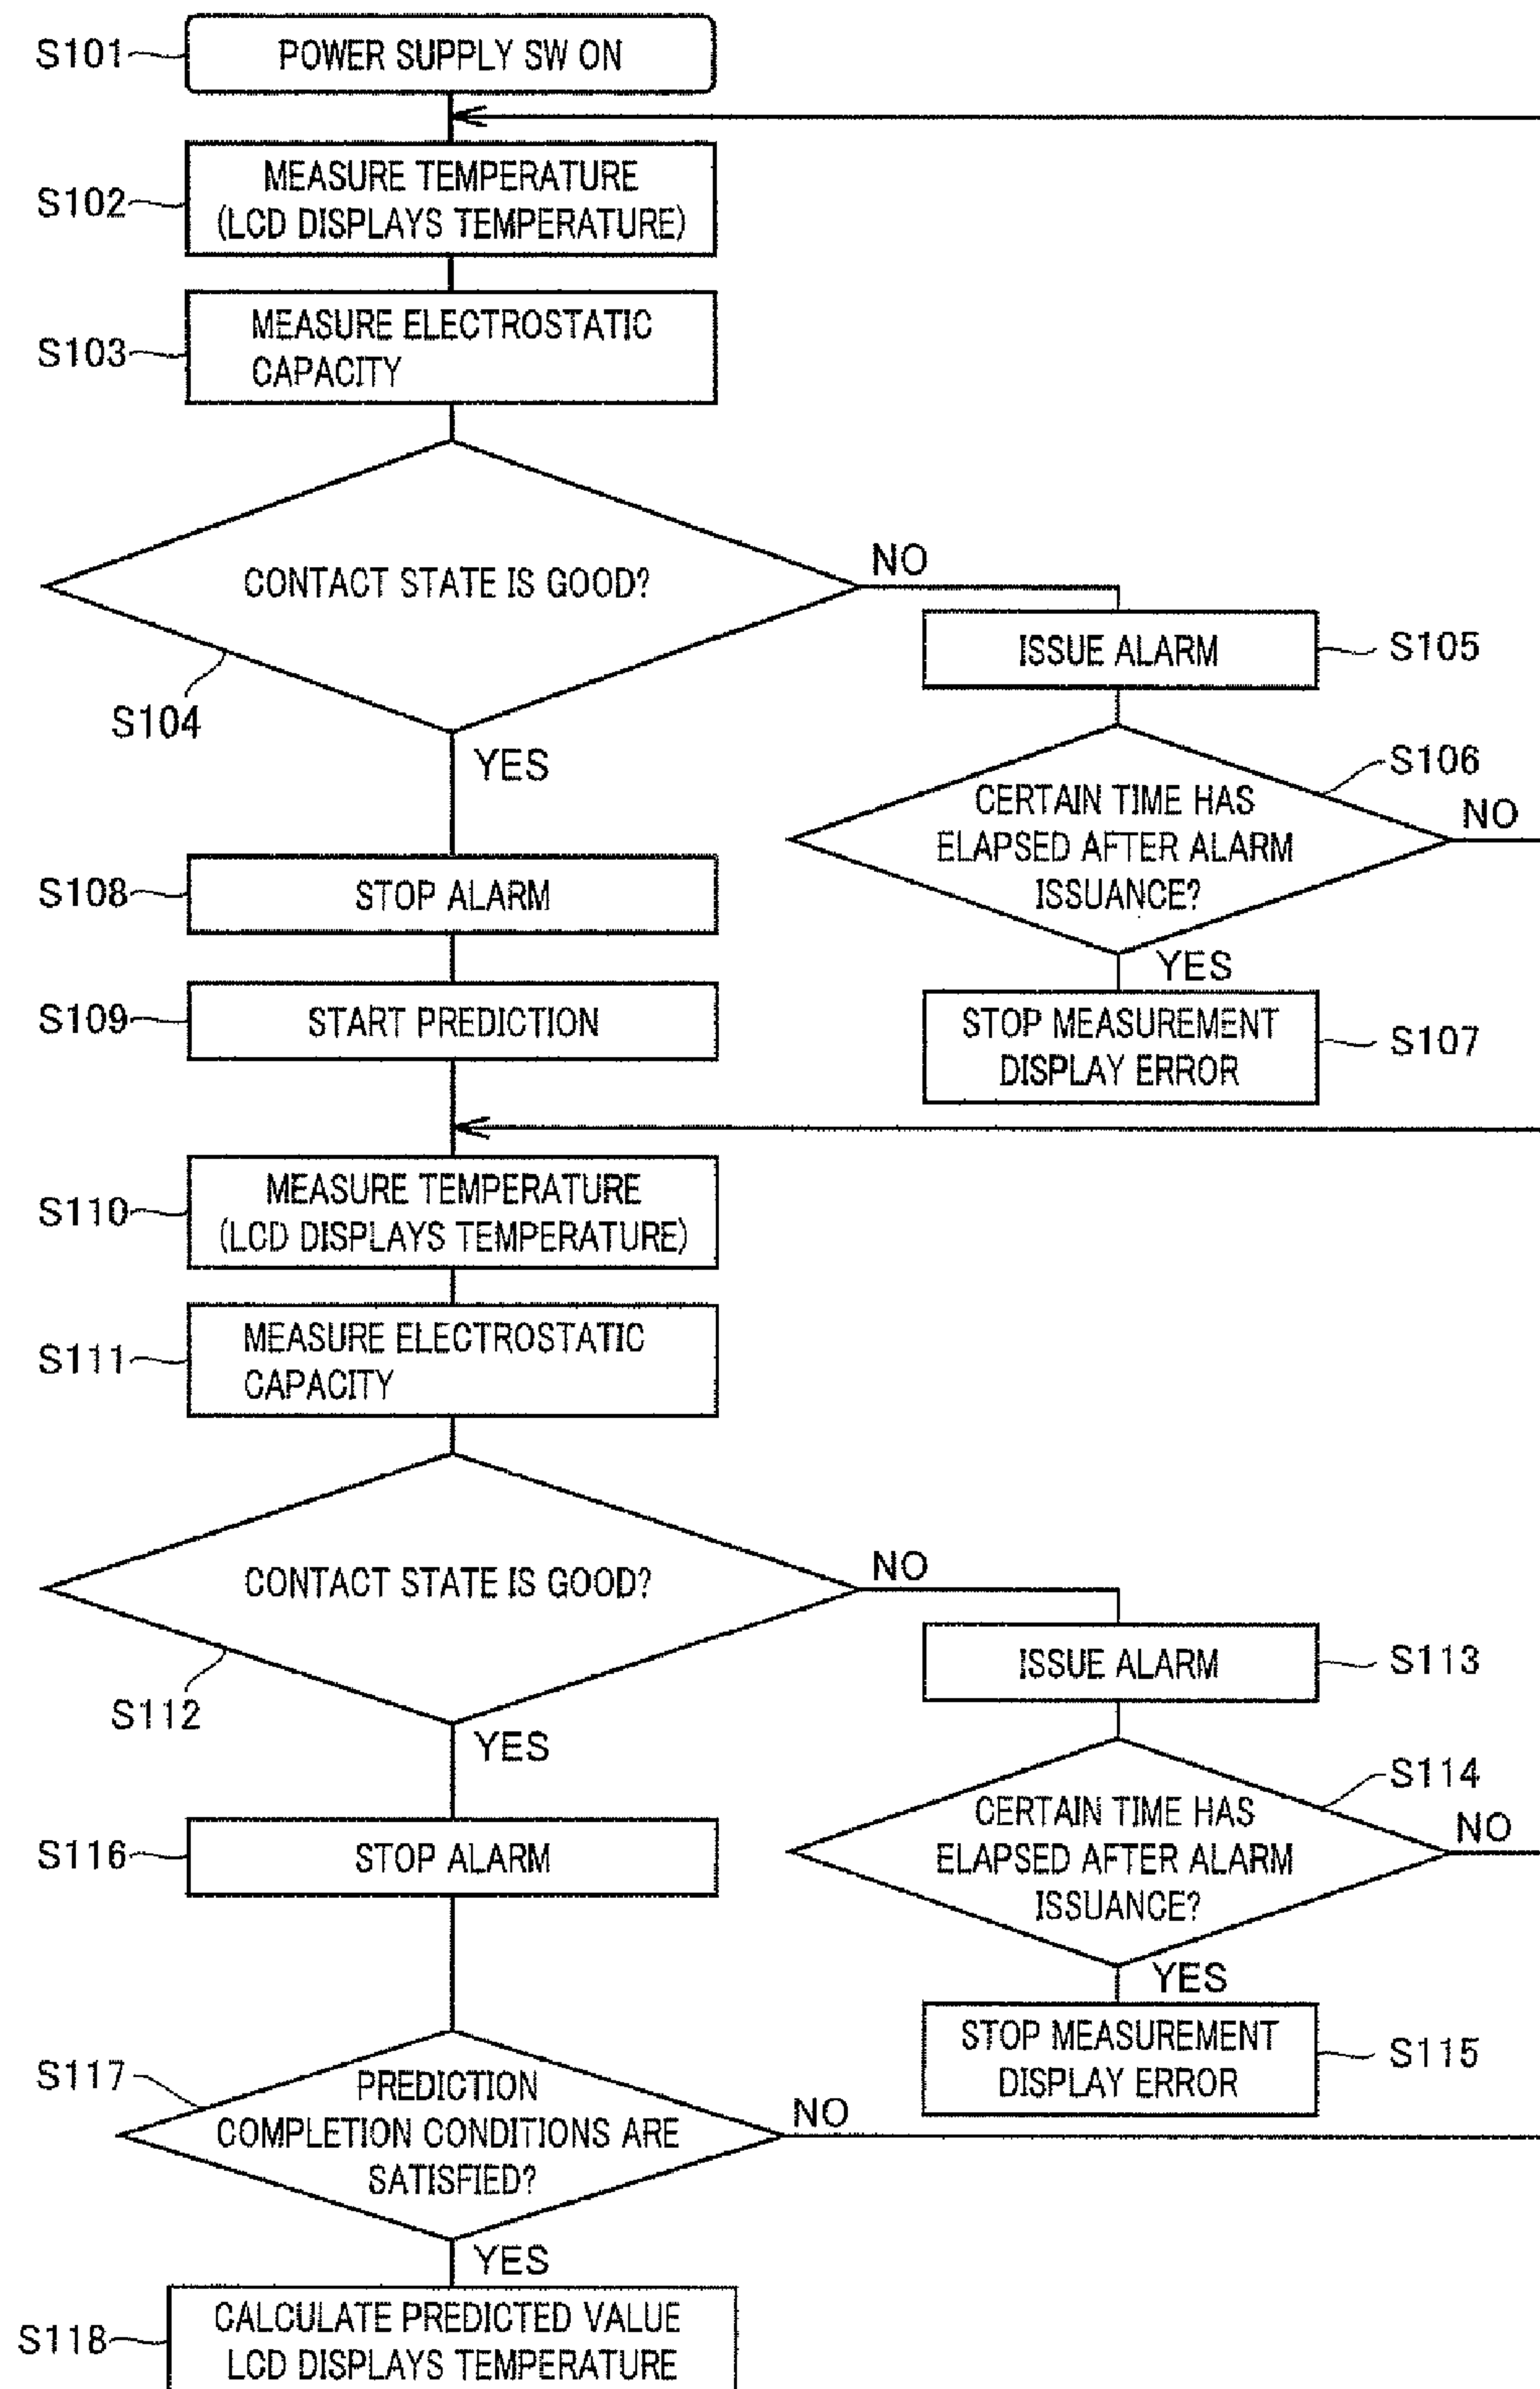 S101
POWER SUPPLY SW ON
S102
MEASURE TEMPERATURE
(LCD DISPLAYS TEMPERATURE)
S103
MEASURE ELECTROSTATIC
CAPACITY
CONTACT STATE IS GOOD?
NO
S104
YES
ISSUE ALARM
S105
S106
CERTAIN TIME HAS
ELAPSED AFTER ALARM
ISSUANCE?
NO
YES
STOP MEASUREMENT
DISPLAY ERROR
S107
S108
STOP ALARM
S109
START PREDICTION
S110
MEASURE TEMPERATURE
(LCD DISPLAYS TEMPERATURE)
S111
MEASURE ELECTROSTATIC
CAPACITY
CONTACT STATE IS GOOD?
NO
S112
YES
ISSUE ALARM
S113
S114
CERTAIN TIME HAS
ELAPSED AFTER ALARM
ISSUANCE?
NO
YES
STOP MEASUREMENT
DISPLAY ERROR
S115
S116
STOP ALARM
S117
PREDICTION
COMPLETION CONDITIONS ARE
SATISFIED?
NO
YES
S118
CALCULATE PREDICTED VALUE
LCD DISPLAYS TEMPERATURE